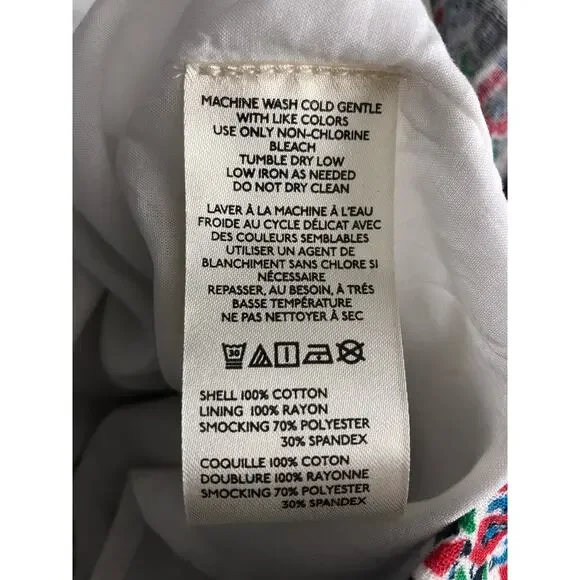 MACHINE WASH COLD GENTLE
WITH LIKE COLORS
USE ONLY NON-CHLORINE
BLEACH
TUMBLE DRY LOW
LOW IRON AS NEEDED
DO NOT DRY CLEAN
LAVER À LA MACHINE À L'EAU
FROIDE AU CYCLE DÉLICAT AVEC
DES COULEURS SEMBLABLES
UTILISER UN AGENT DE
BLANCHIMENT SANS CHLORE SI
NÉCESSAIRE
REPASSER, AU BESOIN, À TRÉS
BASSE TEMPÉRATURE
NE PAS NETTOYER À SEC
30
SHELL 100% COTTON
LINING 100% RAYON
SMOCKING 70% POLYESTER
30% SPANDEX
COQUILLE 100% COTON
DOUBLURE 100% RAYONNE
SMOCKING 70% POLYESTER
30% SPANDEX